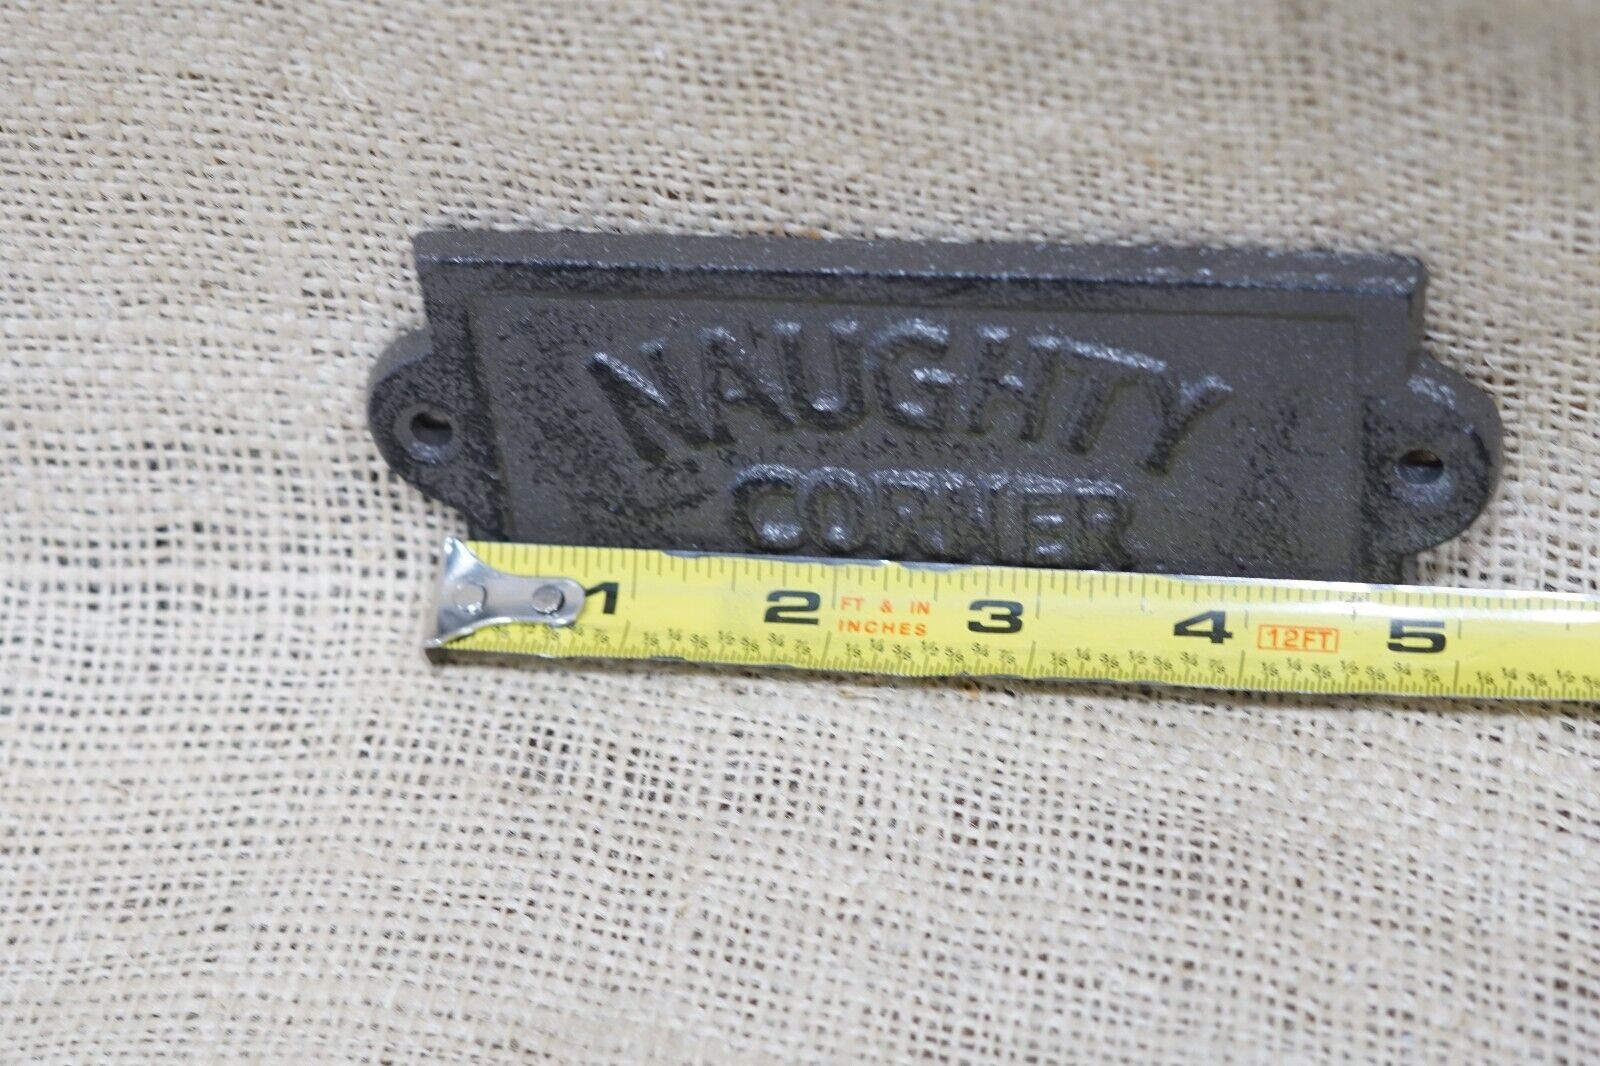 NAUGHTY
CORNER
1 2 FT & IN 3 4 12FT 5
INCHES